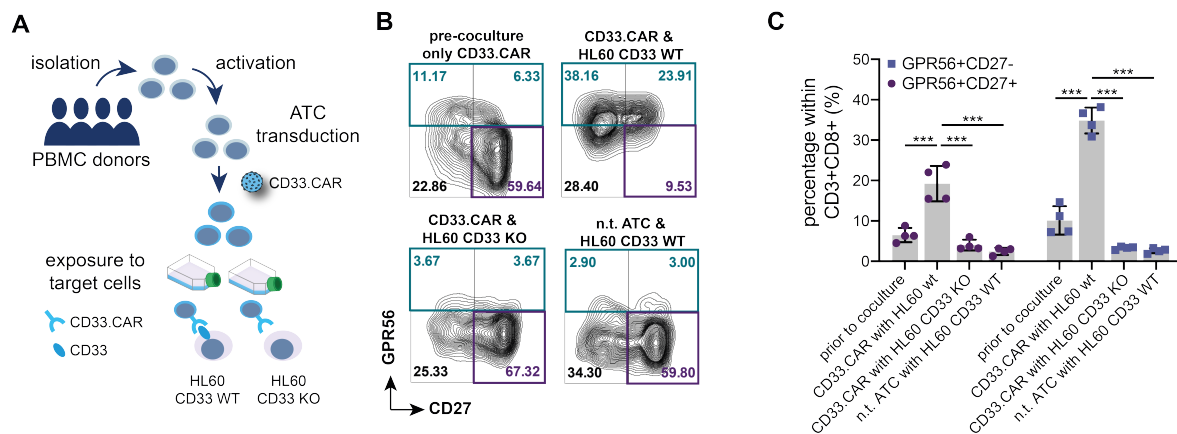 A
isolation
activation
ATC
transduction
PBMC donors
CD33.CAR
exposure to
target cells
CD33.CAR
CD33
HL60
CD33 WT
HL60
CD33 KO
B
pre-coculture
only CD33.CAR
11.17
6.33
22.86
59.64
CD33.CAR &
HL60 CD33 WT
38.16
23.91
28.40
9.53
CD33.CAR &
HL60 CD33 KO
3.67
3.67
25.33
67.32
n.t. ATC &
HL60 CD33 WT
2.90
3.00
34.30
59.80
GPR56
CD27
C
GPR56+CD27-
GPR56+CD27+
percentage within
CD3+CD8+ (%)
50
40
30
20
10
0
***
***
***
***
***
***
prior to coculture
CD33.CAR with HL60 wt
CD33.CAR with HL60 CD33 KO
n.t. ATC with HL60 CD33 WT
prior to coculture
CD33.CAR with HL60 wt
CD33.CAR with HL60 CD33 KO
n.t. ATC with HL60 CD33 WT